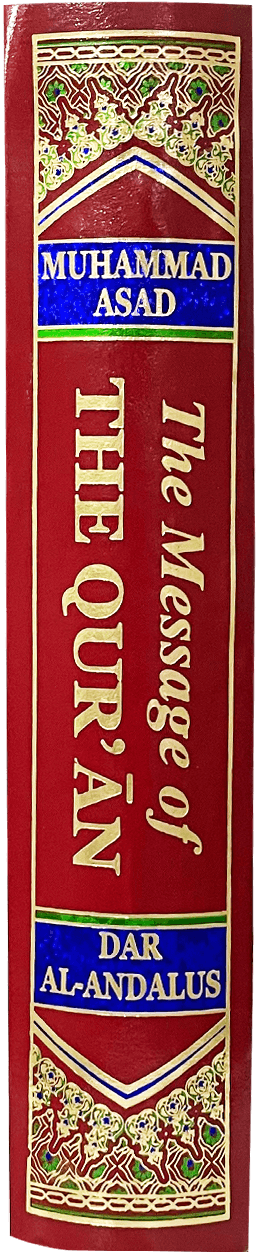 MUHAMMAD
ASAD
The Message of
THE QUR'ĀN
DAR
AL-ANDALUS